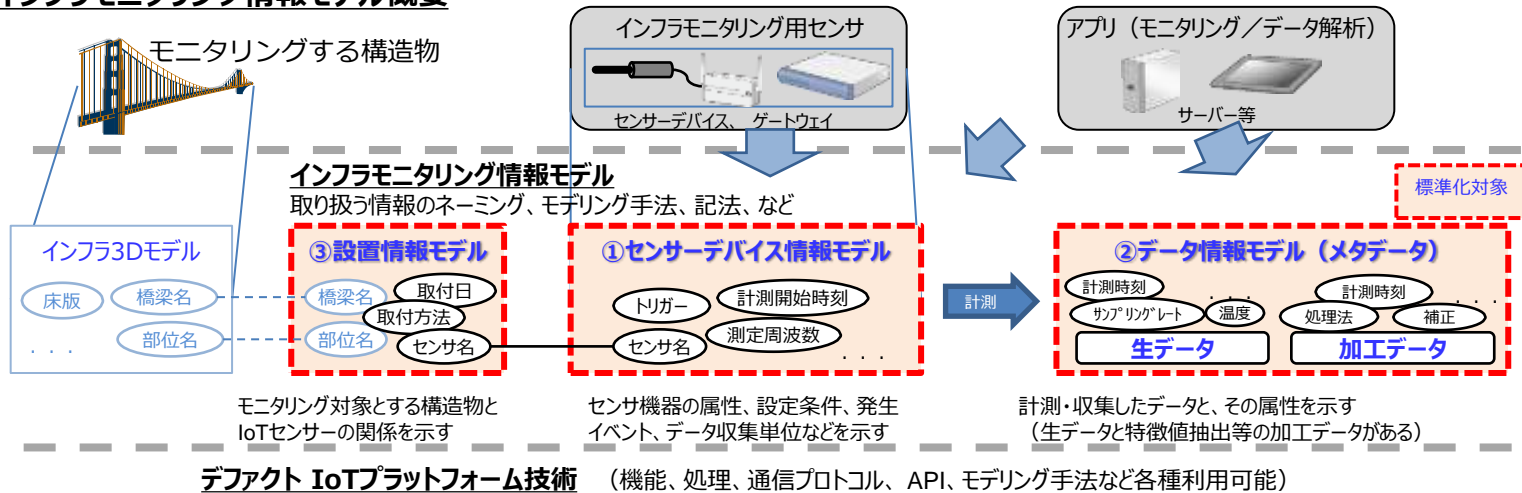 インフラモニタリング情報モデル概要
モニタリングする構造物
インフラモニタリング用センサ
センサーデバイス、 ゲートウェイ
アプリ（モニタリング／データ解析）
サーバー等
インフラモニタリング情報モデル
取り扱う情報のネーミング、モデリング手法、記法、など
標準化対象
インフラ3Dモデル
床版
橋梁名
部位名
・・・
③設置情報モデル
橋梁名
取付日
取付方法
部位名
センサ名
①センサーデバイス情報モデル
トリガー
計測開始時刻
センサ名
測定周波数
・・・
計測
②データ情報モデル（メタデータ）
計測時刻
・・・
サンプリングレート
温度
生データ
計測時刻
・・・
処理法
補正
加工データ
モニタリング対象とする構造物と
IoTセンサーの関係を示す
センサ機器の属性、設定条件、発生
イベント、データ収集単位などを示す
計測・収集したデータと、その属性を示す
（生データと特徴値抽出等の加工データがある）
デファクト IoTプラットフォーム技術 （機能、処理、通信プロトコル、API、モデリング手法など各種利用可能）